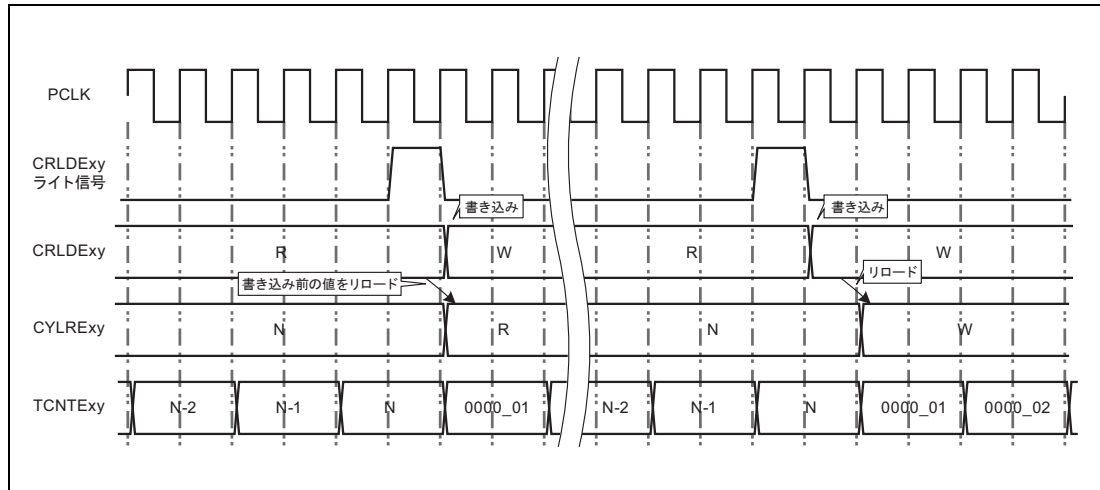 PCLK
CRLDExy
ライト信号
書き込み
書き込み
CRLDExy
R
W
R
W
書き込み前の値をリロード
リロード
CYLRExy
N
R
N
W
TCNTExy
N-2
N-1
N
0000_01
N-2
N-1
N
0000_01
0000_02